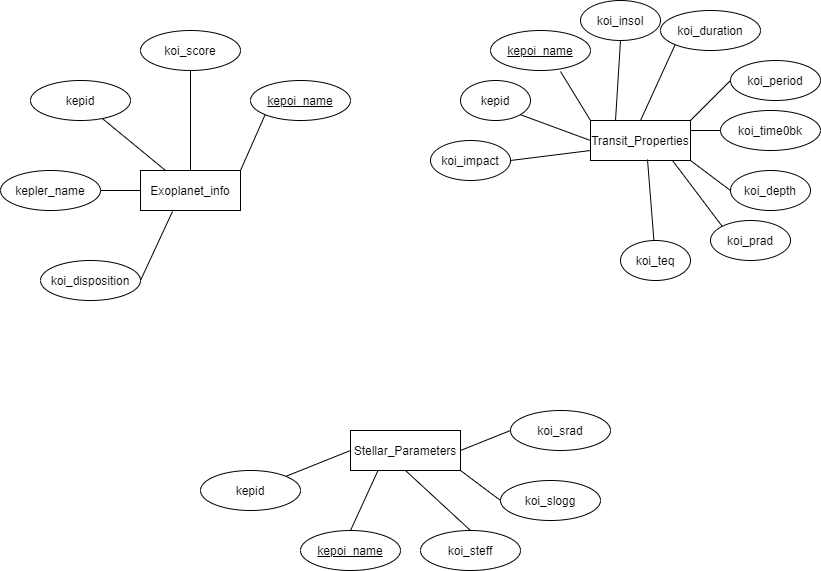 koi_score
kepid
kepoi_name
kepler_name
Exoplanet_info
koi_disposition
koi_insol
koi_duration
kepoi_name
koi_period
kepid
koi_time0bk
Transit_Properties
koi_impact
koi_depth
koi_prad
koi_teq
koi_srad
Stellar_Parameters
kepid
koi_slogg
kepoi_name
koi_steff